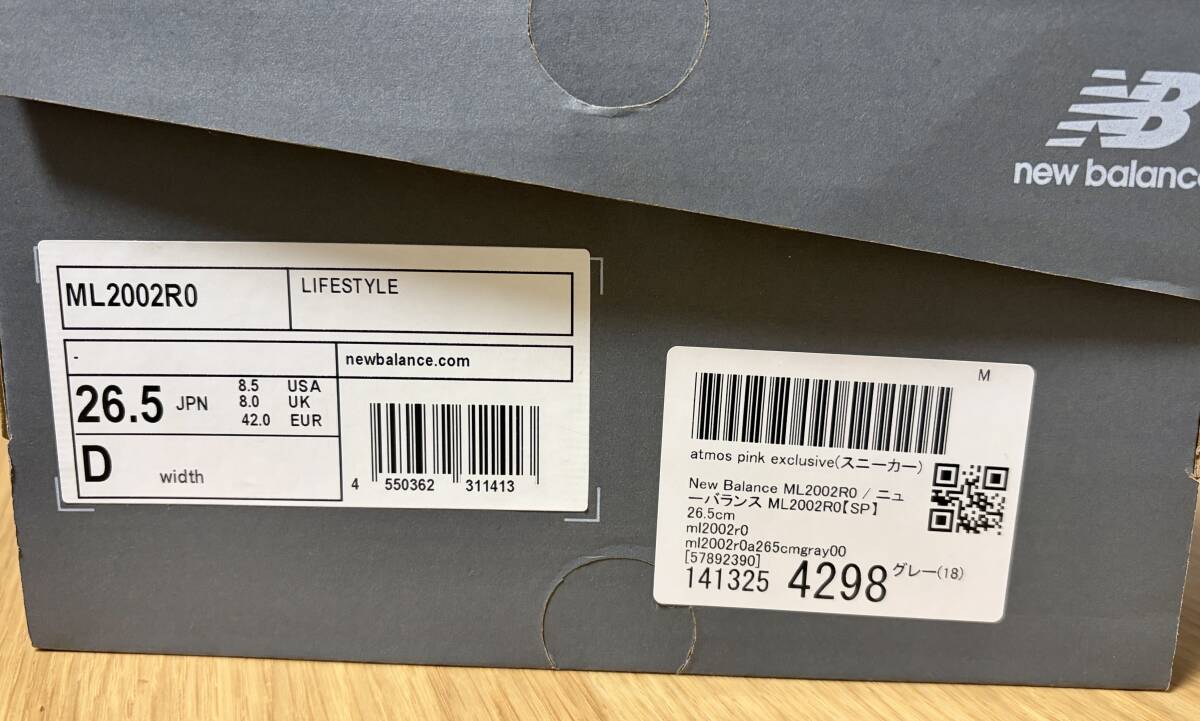 NB
new balance
ML2002R0
LIFESTYLE
-
newbalance.com
26.5 JPN
8.5 USA
8.0 UK
42.0 EUR
D width
4 550362 311413
M
atmos pink exclusive(スニーカー)
New Balance ML2002R0 / ニュ
ーバランス ML2002R0【SP】
26.5cm
ml2002r0
ml2002r0a265cmgray00
[57892390]
141325 4298 グレー(18)